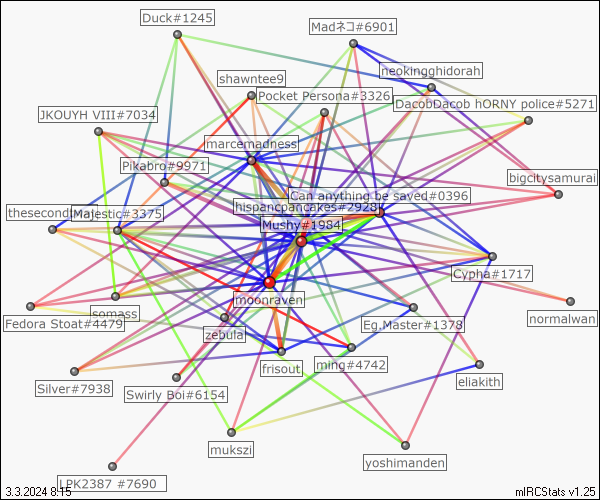 Duck#1245
Madネコ#6901
neokingghidorah
shawntee9
Pocket Persona#3326
DacobDacob hORNY police#5271
JKOUYH VIII#7034
marcemadness
Pikabro#9971
bigcitysamurai
Can anything be saved#0396
hispancpancakes#2928
Majestic#3375
Mushy#1984
Cypha#1717
moonraven
somass
normalwan
Fedora Stoat#4479
Eg.Master#1378
zebula
frisout
ming#4742
eliakith
Silver#7938
Swirly Boi#6154
mukszi
yoshimanden
LPK2387 #7690
3.3.2024 8:15
mIRCStats v1.25